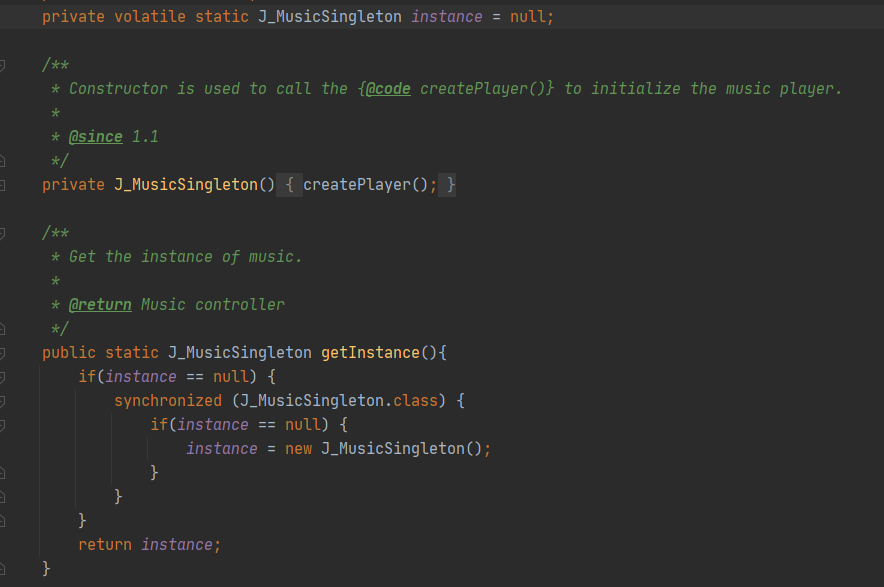 private volatile static J_MusicSingleton instance = null;
/**
* Constructor is used to call the {@code createPlayer()} to initialize the music player.
*
* @since 1.1
*/
private J_MusicSingleton() { createPlayer(); }
/**
* Get the instance of music.
*
* @return Music controller
*/
public static J_MusicSingleton getInstance(){
if(instance == null) {
synchronized (J_MusicSingleton.class) {
if(instance == null) {
instance = new J_MusicSingleton();
}
}
}
return instance;
}